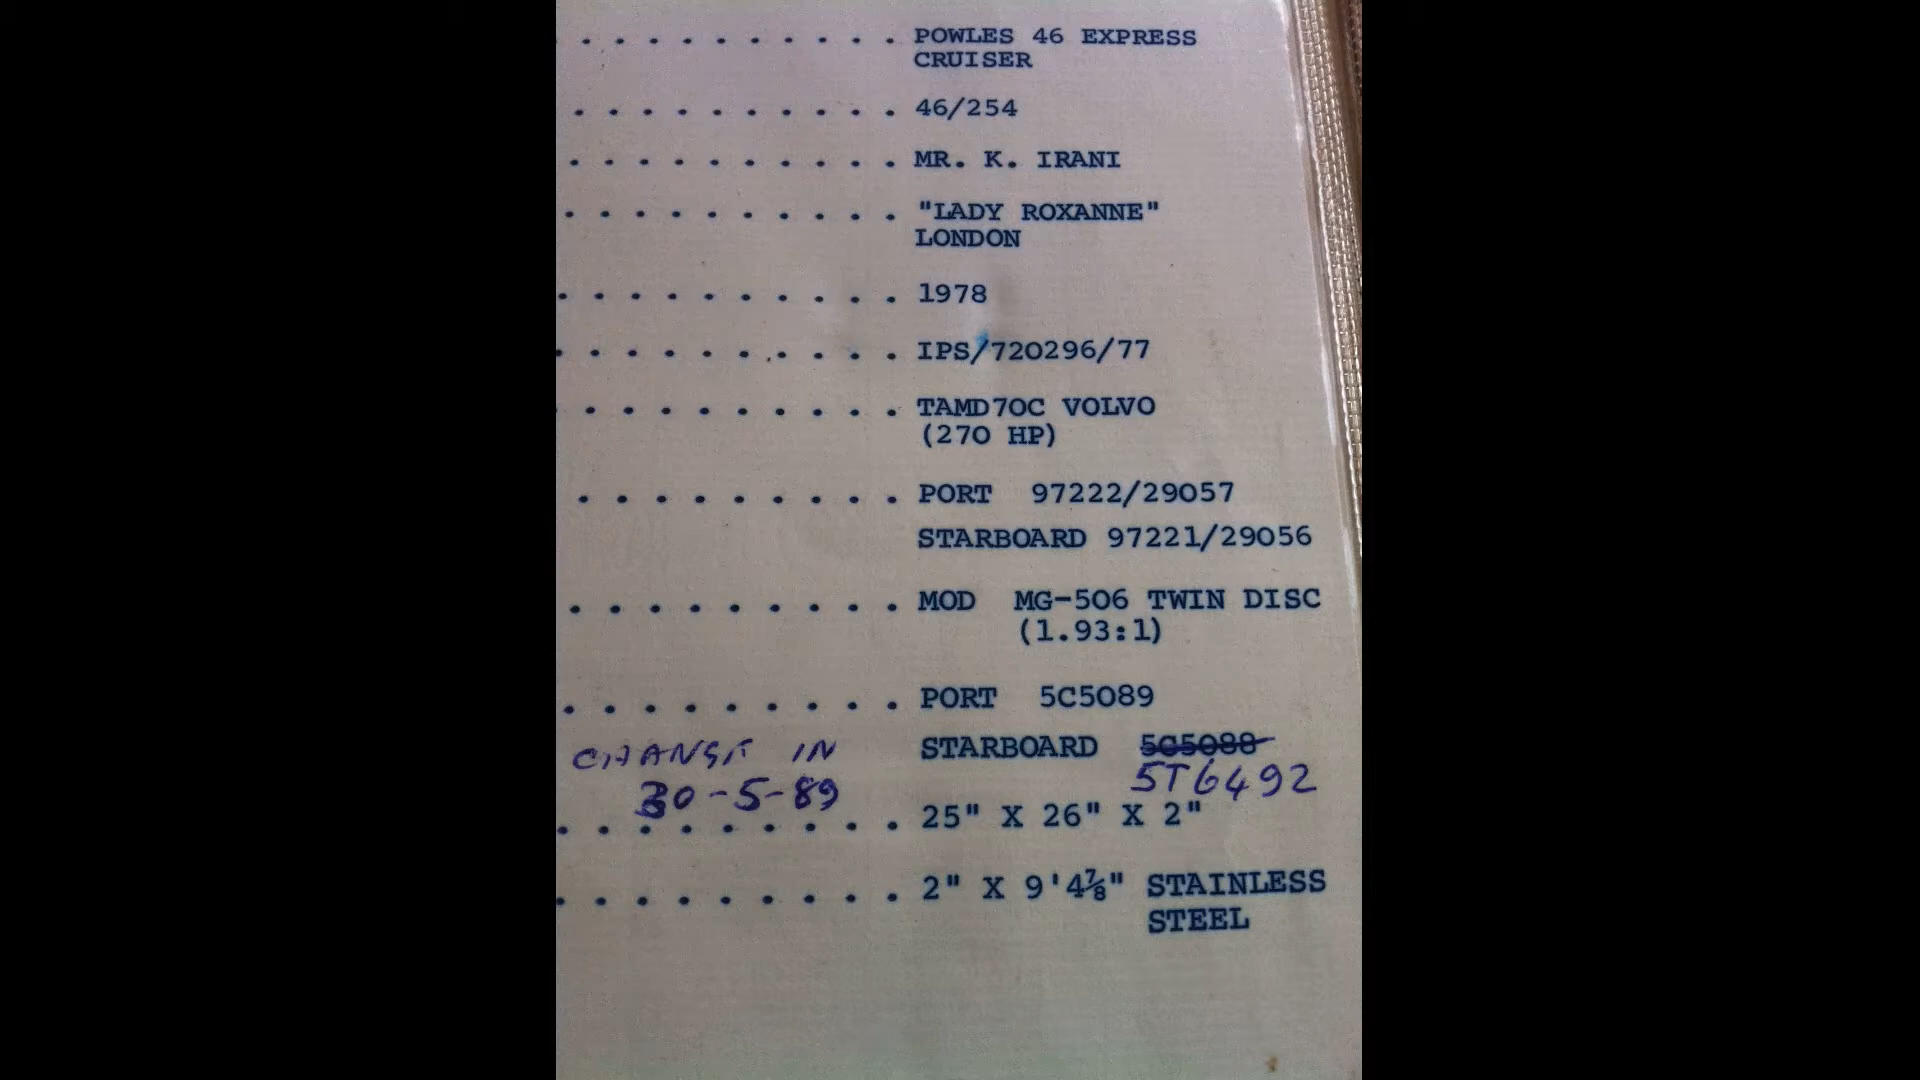 . . . . . . . . . . POWLES 46 EXPRESS
CRUISER
. . . . . . . . . . 46/254
. . . . . . . . . . MR. K. IRANI
. . . . . . . . . . "LADY ROXANNE"
LONDON
. . . . . . . . . . 1978
. . . . . . . . . . IPS/720296/77
. . . . . . . . . TAMD70C VOLVO
(270 HP)
. . . . . . . . . PORT 97222/29057
STARBOARD 97221/29056
. . . . . . . . . MOD MG-506 TWIN DISC
(1.93:1)
. . . . . . . . . PORT 5C5089
CHANGE IN STARBOARD 5C5088
30-5-89 5T6492
. . . . . . . . . 25" X 26" X 2"
. . . . . . . . . 2" X 9'4⅞" STAINLESS
STEEL